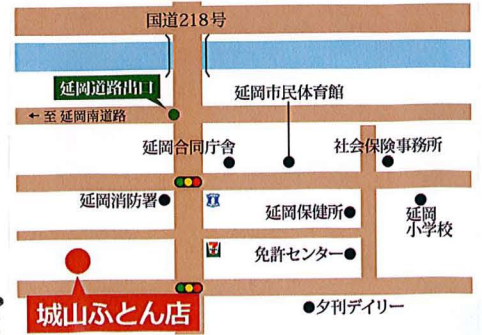 国道218号
延岡道路出口
延岡市民体育館
← 至 延岡南道路
延岡合同庁舎
社会保険事務所
延岡消防署
延岡保健所
延岡
小学校
免許センター
城山ふとん店
夕刊デイリー